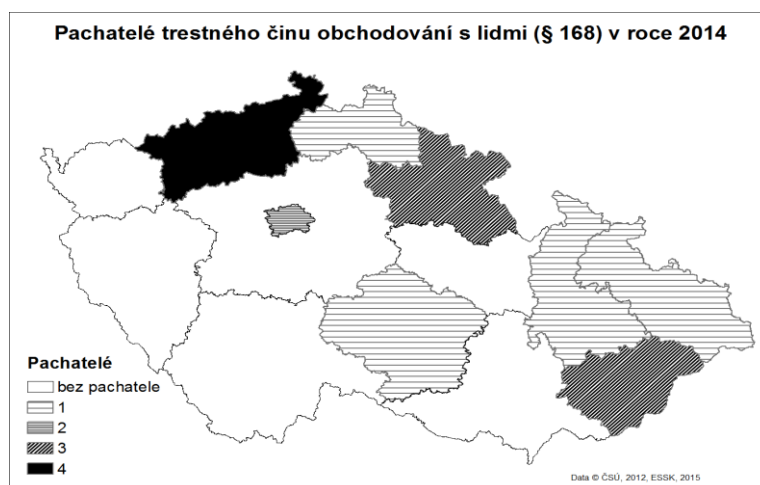 Pachatelé trestného činu obchodování s lidmi (§ 168) v roce 2014
Pachatelé
bez pachatele
1
2
3
4
Data © ČSÚ, 2012, ESSK, 2015